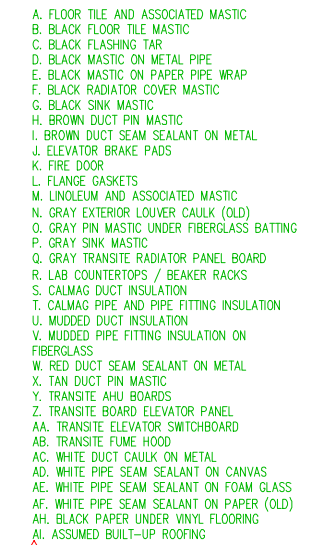 A. FLOOR TILE AND ASSOCIATED MASTIC
B. BLACK FLOOR TILE MASTIC
C. BLACK FLASHING TAR
D. BLACK MASTIC ON METAL PIPE
E. BLACK MASTIC ON PAPER PIPE WRAP
F. BLACK RADIATOR COVER MASTIC
G. BLACK SINK MASTIC
H. BROWN DUCT PIN MASTIC
I. BROWN DUCT SEAM SEALANT ON METAL
J. ELEVATOR BRAKE PADS
K. FIRE DOOR
L. FLANGE GASKETS
M. LINOLEUM AND ASSOCIATED MASTIC
N. GRAY EXTERIOR LOUVER CAULK (OLD)
O. GRAY PIN MASTIC UNDER FIBERGLASS BATTING
P. GRAY SINK MASTIC
Q. GRAY TRANSITE RADIATOR PANEL BOARD
R. LAB COUNTERTOPS / BEAKER RACKS
S. CALMAG DUCT INSULATION
T. CALMAG PIPE AND PIPE FITTING INSULATION
U. MUDDED DUCT INSULATION
V. MUDDED PIPE FITTING INSULATION ON
FIBERGLASS
W. RED DUCT SEAM SEALANT ON METAL
X. TAN DUCT PIN MASTIC
Y. TRANSITE AHU BOARDS
Z. TRANSITE BOARD ELEVATOR PANEL
AA. TRANSITE ELEVATOR SWITCHBOARD
AB. TRANSITE FUME HOOD
AC. WHITE DUCT CAULK ON METAL
AD. WHITE PIPE SEAM SEALANT ON CANVAS
AE. WHITE PIPE SEAM SEALANT ON FOAM GLASS
AF. WHITE PIPE SEAM SEALANT ON PAPER (OLD)
AH. BLACK PAPER UNDER VINYL FLOORING
AI. ASSUMED BUILT-UP ROOFING